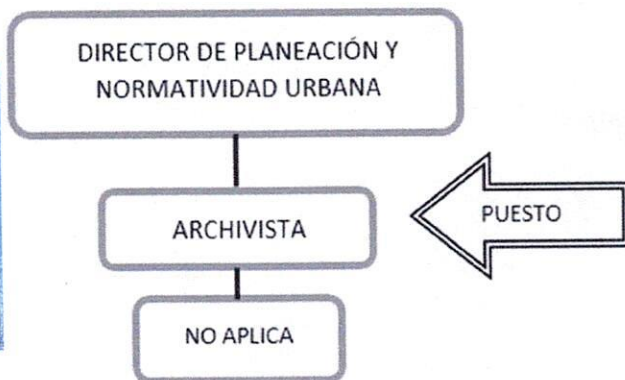 DIRECTOR DE PLANEACIÓN Y
NORMATIVIDAD URBANA
ARCHIVISTA
PUESTO
NO APLICA